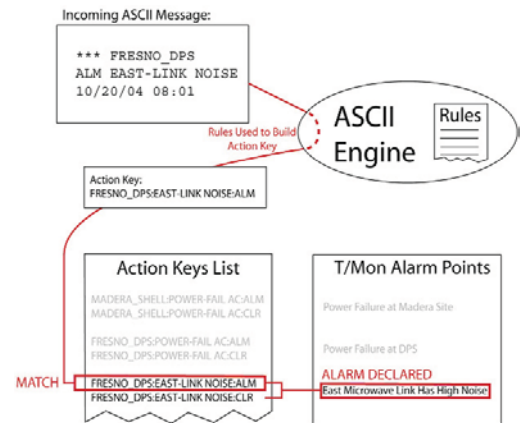 Incoming ASCII Message:
*** FRESNO_DPS
ALM EAST-LINK NOISE
10/20/04 08:01
Rules Used to Build
Action Key
ASCII
Engine
Rules
Action Key:
FRESNO_DPS:EAST-LINK NOISE:ALM
Action Keys List
MADERA_SHELL:POWER-FAIL AC:ALM
MADERA_SHELL:POWER-FAIL AC:CLR
FRESNO_DPS:POWER-FAIL AC:ALM
FRESNO_DPS:POWER-FAIL AC:CLR
MATCH
FRESNO_DPS:EAST-LINK NOISE:ALM
FRESNO_DPS:EAST-LINK NOISE:CLR
T/Mon Alarm Points
Power Failure at Madera Site
Power Failure at DPS
ALARM DECLARED
East Microwave Link Has High Noise